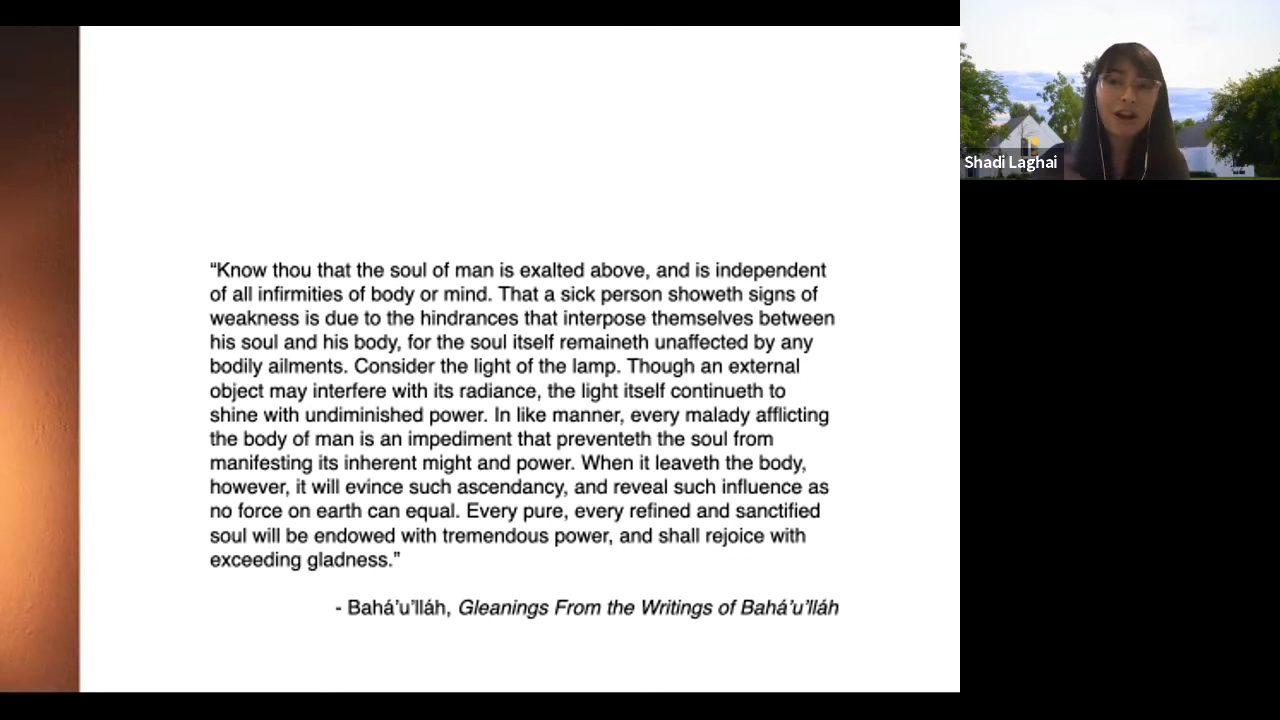 “Know thou that the soul of man is exalted above, and is independent
of all infirmities of body or mind. That a sick person showeth signs of
weakness is due to the hindrances that interpose themselves between
his soul and his body, for the soul itself remaineth unaffected by any
bodily ailments. Consider the light of the lamp. Though an external
object may interfere with its radiance, the light itself continueth to
shine with undiminished power. In like manner, every malady afflicting
the body of man is an impediment that preventeth the soul from
manifesting its inherent might and power. When it leaveth the body,
however, it will evince such ascendancy, and reveal such influence as
no force on earth can equal. Every pure, every refined and sanctified
soul will be endowed with tremendous power, and shall rejoice with
exceeding gladness.”
- Bahá’u’lláh, Gleanings From the Writings of Bahá’u’lláh
Shadi Laghai